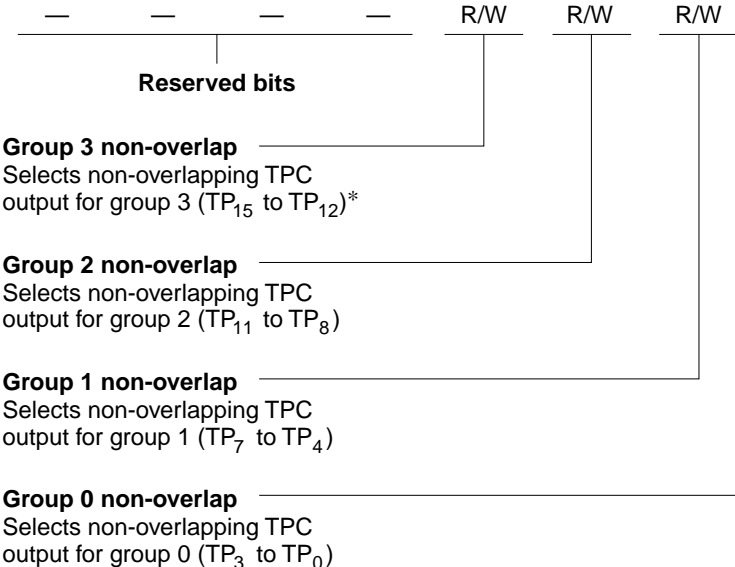 — — — — R/W R/W R/W
Reserved bits
Group 3 non-overlap
Selects non-overlapping TPC
output for group 3 (TP15 to TP12)*
Group 2 non-overlap
Selects non-overlapping TPC
output for group 2 (TP11 to TP8)
Group 1 non-overlap
Selects non-overlapping TPC
output for group 1 (TP7 to TP4)
Group 0 non-overlap
Selects non-overlapping TPC
output for group 0 (TP3 to TP0)